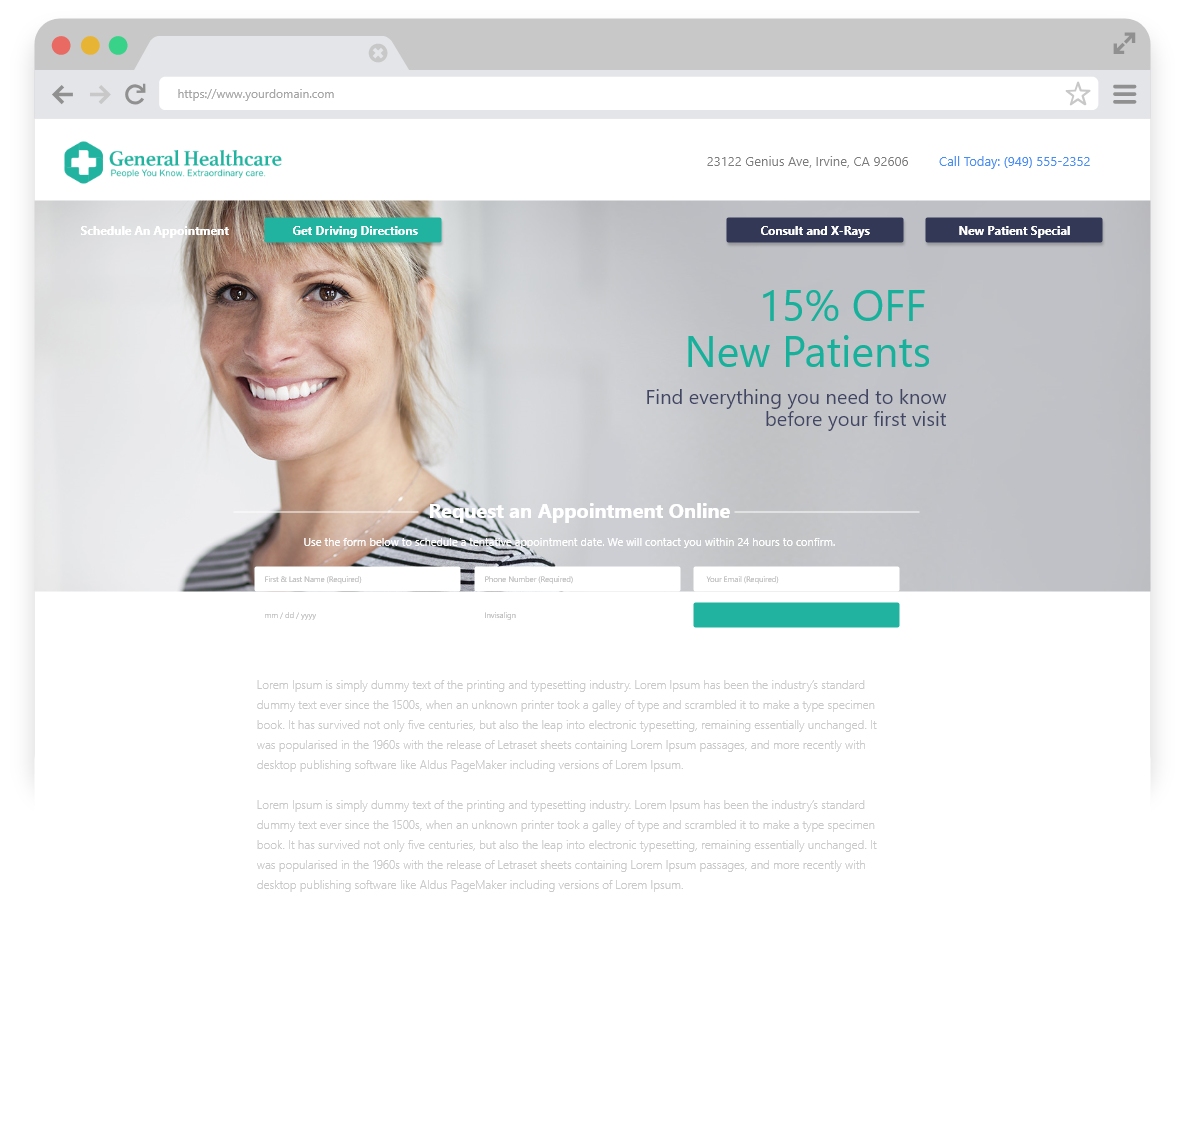 https://www.yourdomain.com
General Healthcare
People You Know. Extraordinary care.
23122 Genius Ave, Irvine, CA 92606
Call Today: (949) 555-2352
Schedule An Appointment
Get Driving Directions
Consult and X-Rays
New Patient Special
15% OFF
New Patients
Find everything you need to know
before your first visit
Request an Appointment Online
Use the form below to schedule a tentative appointment date. We will contact you within 24 hours to confirm.
First & Last Name (Required)
Phone Number (Required)
Your Email (Required)
mm / dd / yyyy
Invisalign
Lorem Ipsum is simply dummy text of the printing and typesetting industry. Lorem Ipsum has been the industry's standard
dummy text ever since the 1500s, when an unknown printer took a galley of type and scrambled it to make a type specimen
book. It has survived not only five centuries, but also the leap into electronic typesetting, remaining essentially unchanged. It
was popularised in the 1960s with the release of Letraset sheets containing Lorem Ipsum passages, and more recently with
desktop publishing software like Aldus PageMaker including versions of Lorem Ipsum.
Lorem Ipsum is simply dummy text of the printing and typesetting industry. Lorem Ipsum has been the industry's standard
dummy text ever since the 1500s, when an unknown printer took a galley of type and scrambled it to make a type specimen
book. It has survived not only five centuries, but also the leap into electronic typesetting, remaining essentially unchanged. It
was popularised in the 1960s with the release of Letraset sheets containing Lorem Ipsum passages, and more recently with
desktop publishing software like Aldus PageMaker including versions of Lorem Ipsum.